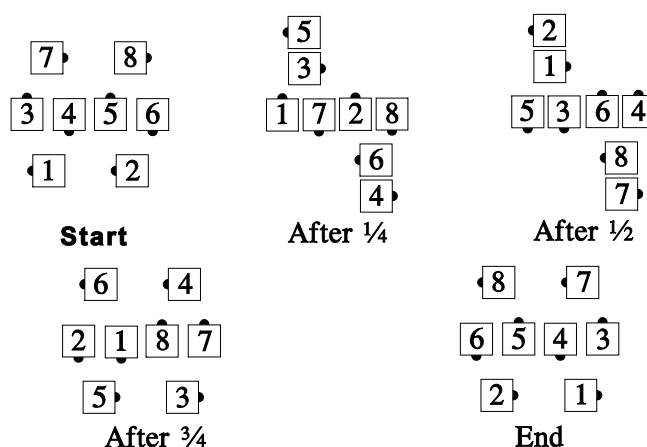 7 8
3 4 5 6
1 2
Start
5
3
1 7 2 8
6
4
After ¼
2
1
5 3 6 4
8
7
After ½
6 4
2 1 8 7
5 3
After ¾
8 7
6 5 4 3
2 1
End